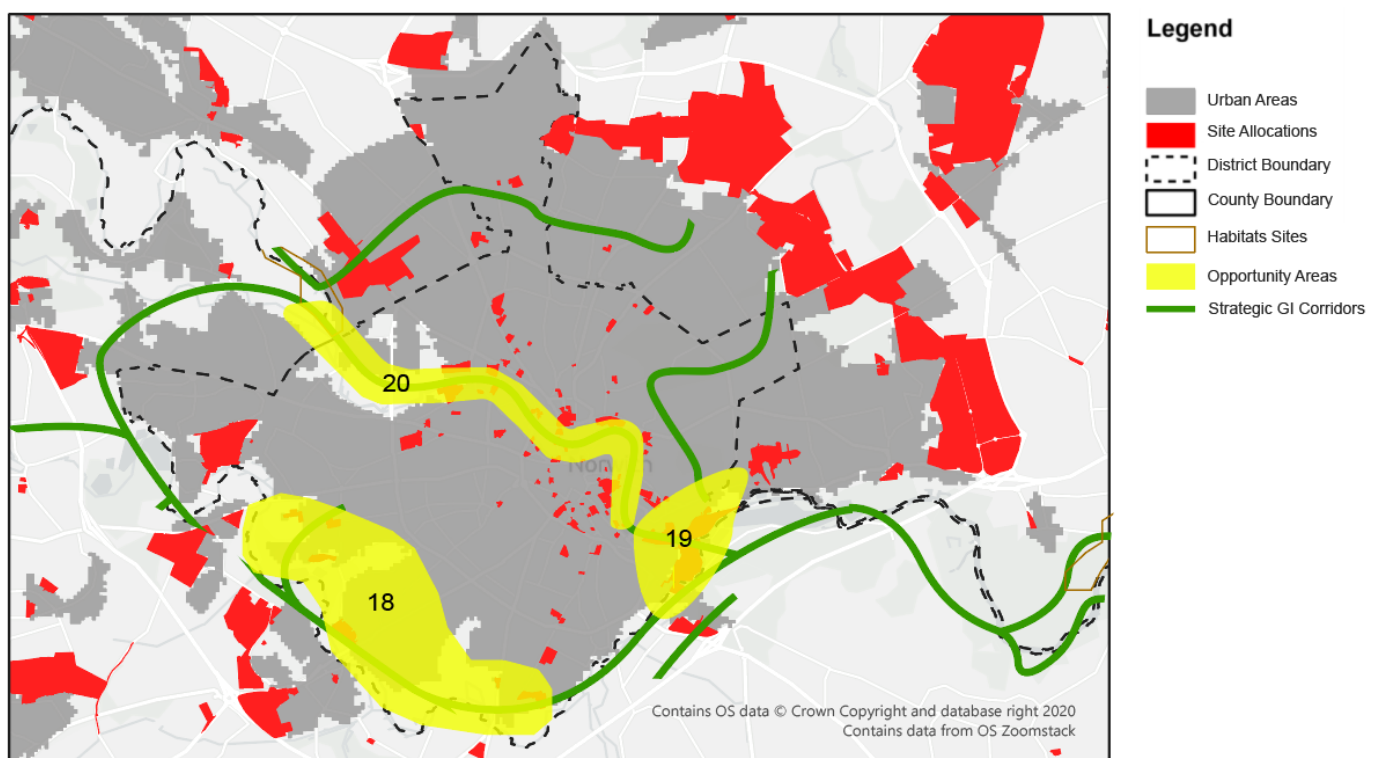 Legend
Urban Areas
Site Allocations
District Boundary
County Boundary
Habitats Sites
Opportunity Areas
Strategic GI Corridors
20
Norwich
19
18
Contains OS data © Crown Copyright and database right 2020
Contains data from OS Zoomstack